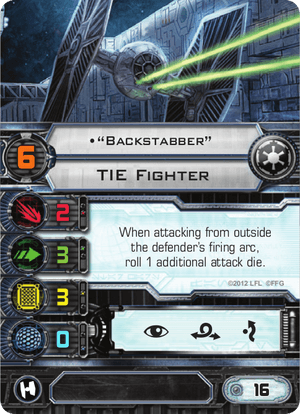 •“Backstabber”
6
TIE Fighter
2
3
3
0
When attacking from outside
the defender's firing arc,
roll 1 additional attack die.
©2012 LFL ©FFG
16